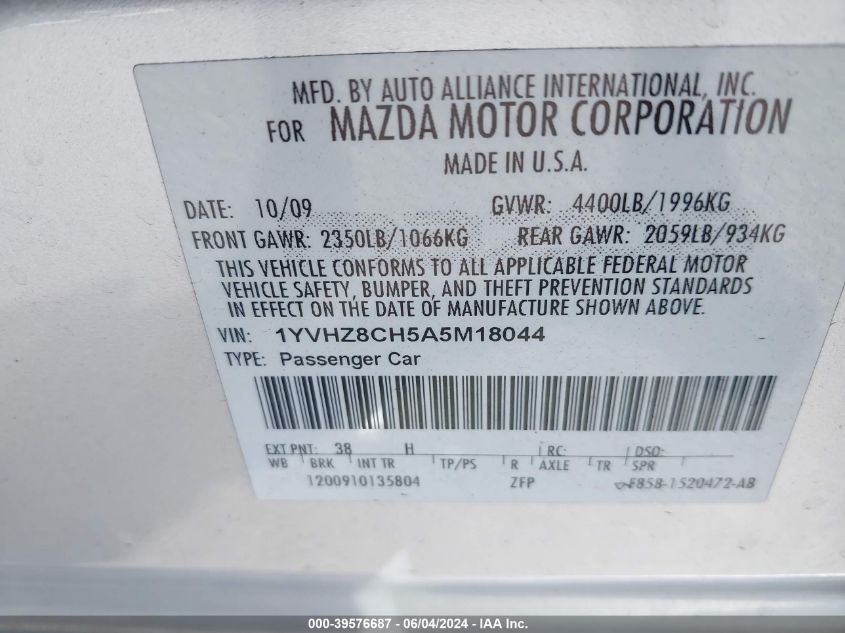 MFD. BY AUTO ALLIANCE INTERNATIONAL, INC.
FOR MAZDA MOTOR CORPORATION
MADE IN U.S.A.
DATE: 10/09 GVWR: 4400LB/1996KG
FRONT GAWR: 2350LB/1066KG REAR GAWR: 2059LB/934KG
THIS VEHICLE CONFORMS TO ALL APPLICABLE FEDERAL MOTOR
VEHICLE SAFETY, BUMPER, AND THEFT PREVENTION STANDARDS
IN EFFECT ON THE DATE OF MANUFACTURE SHOWN ABOVE.
VIN: 1YVHZ8CH5A5M18044
TYPE: Passenger Car
EXT PNT: 38 H RC: DSO:
WB BRK INT TR TP/PS R AXLE TR SPR
1200910135804 ZFP F858-1520472-AB
000-39576687 - 06/04/2024 - IAA Inc.